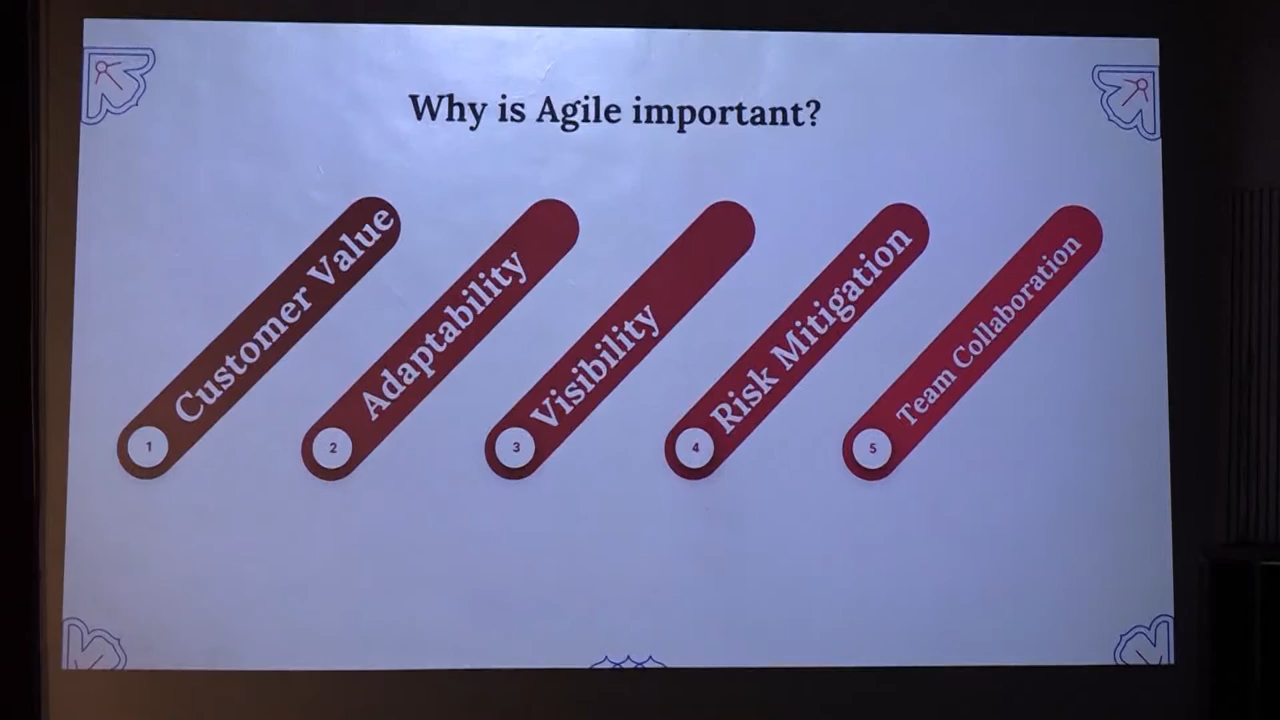 Why is Agile important?
Customer Value
1
Adaptability
2
Visibility
3
Risk Mitigation
4
Team Collaboration
5